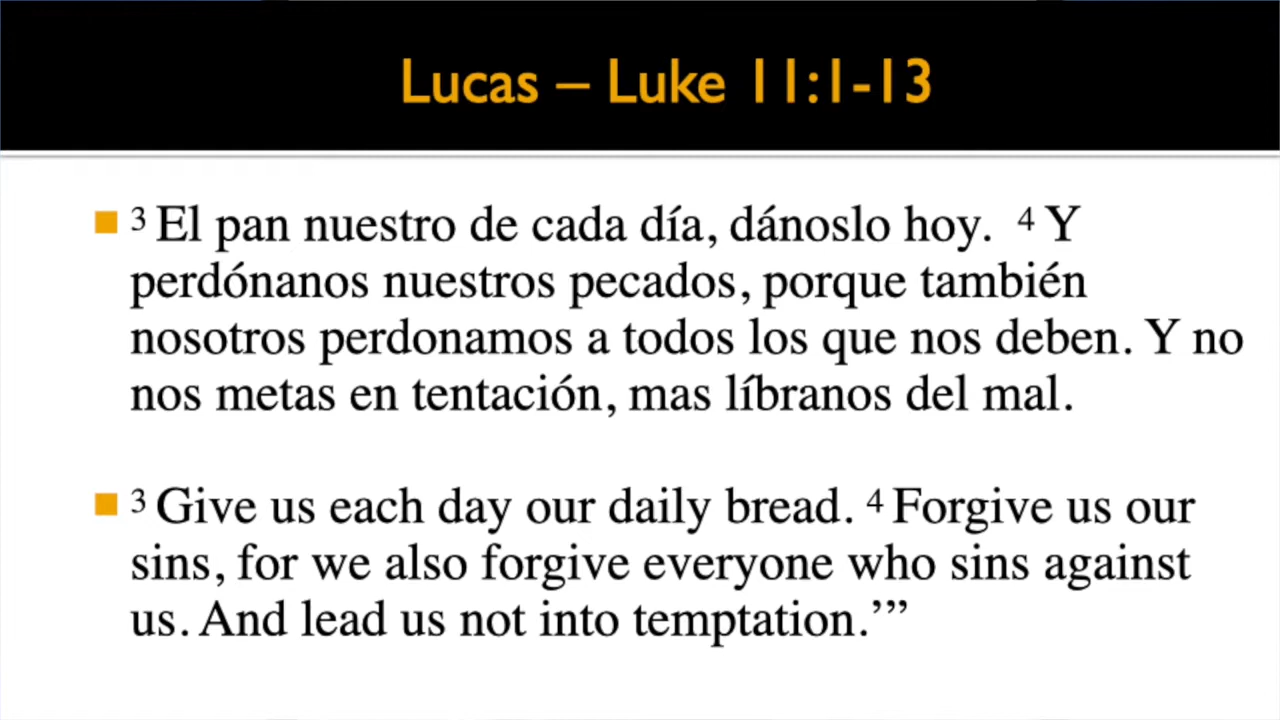 Lucas – Luke 11:1-13
3 El pan nuestro de cada día, dánoslo hoy. 4 Y
perdónanos nuestros pecados, porque también
nosotros perdonamos a todos los que nos deben. Y no
nos metas en tentación, mas líbranos del mal.
3 Give us each day our daily bread. 4 Forgive us our
sins, for we also forgive everyone who sins against
us. And lead us not into temptation.’”